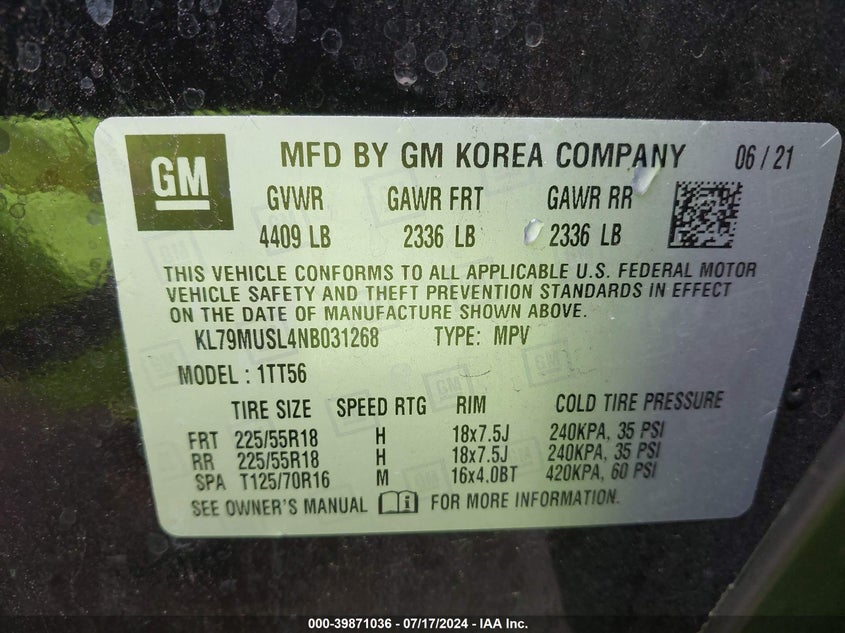 GM
MFD BY GM KOREA COMPANY 06 / 21
GVWR GAWR FRT GAWR RR
4409 LB 2336 LB 2336 LB
THIS VEHICLE CONFORMS TO ALL APPLICABLE U.S. FEDERAL MOTOR
VEHICLE SAFETY AND THEFT PREVENTION STANDARDS IN EFFECT
ON THE DATE OF MANUFACTURE SHOWN ABOVE.
KL79MUSL4NB031268 TYPE: MPV
MODEL : 1TT56
TIRE SIZE SPEED RTG RIM COLD TIRE PRESSURE
FRT 225/55R18 H 18x7.5J 240KPA, 35 PSI
RR 225/55R18 H 18x7.5J 240KPA, 35 PSI
SPA T125/70R16 M 16x4.0BT 420KPA, 60 PSI
SEE OWNER'S MANUAL FOR MORE INFORMATION.
000-39871036 - 07/17/2024 - IAA Inc.